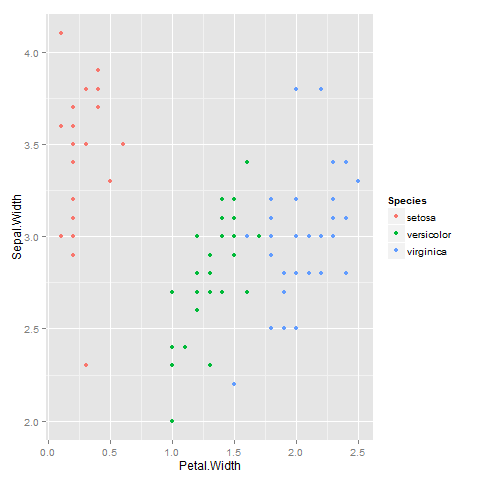 4.0
3.5
3.0
2.5
2.0
Sepal.Width
0.0 0.5 1.0 1.5 2.0 2.5
Petal.Width
Species
setosa
versicolor
virginica